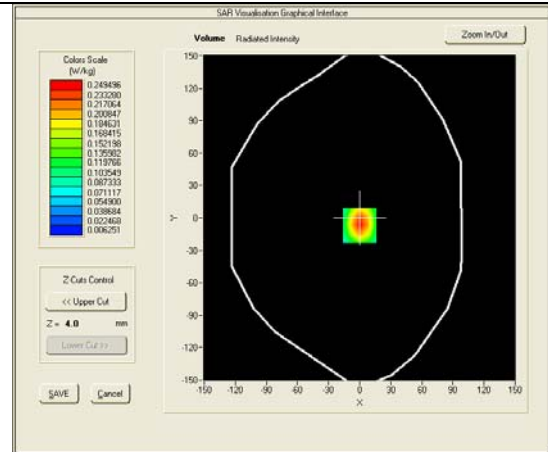 SAR Visualisation Graphical Interface
Volume Radiated Intensity
Zoom In/Out
Colors Scale
(W/kg)
0.249496
0.233280
0.217064
0.200847
0.184631
0.168415
0.152198
0.135982
0.119766
0.103549
0.087333
0.071117
0.054900
0.038684
0.022468
0.006251
150
120
90
60
30
0
-30
-60
-90
-120
-150
Y
-150 -120 -90 -60 -30 0 30 60 90 120 150
X
Z Cuts Control
<< Upper Cut
Z = 4.0 mm
Lower Cut >>
SAVE Cancel